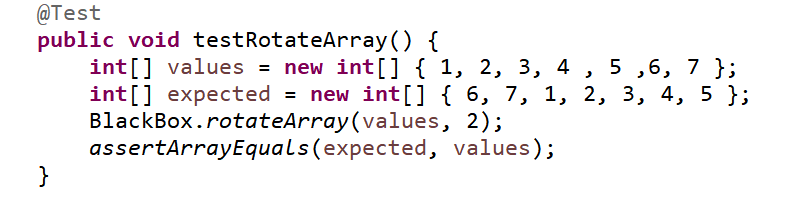 @Test
public void testRotateArray() {
int[] values = new int[] { 1, 2, 3, 4 , 5 ,6, 7 };
int[] expected = new int[] { 6, 7, 1, 2, 3, 4, 5 };
BlackBox.rotateArray(values, 2);
assertArrayEquals(expected, values);
}